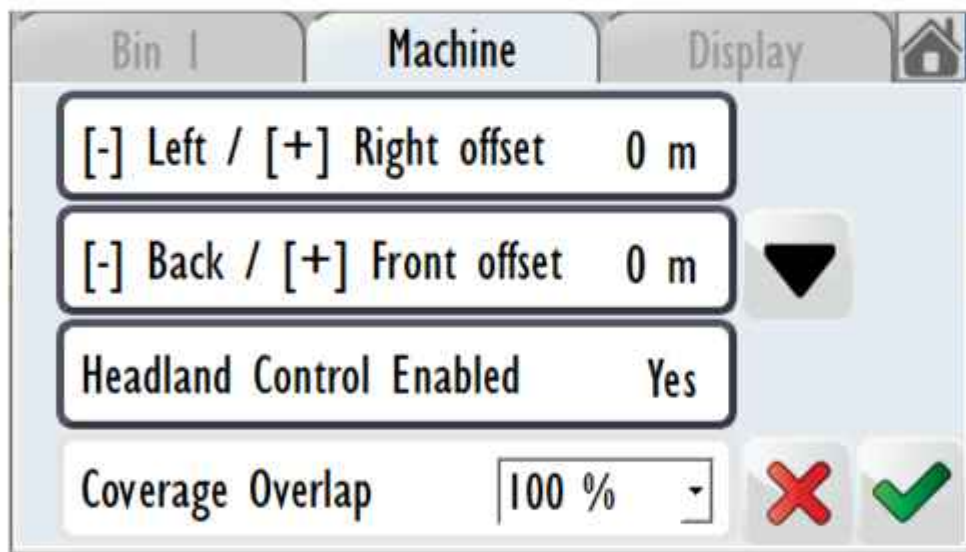 Bin 1 Machine Display
[-] Left / [+] Right offset 0 m
[-] Back / [+] Front offset 0 m
Headland Control Enabled Yes
Coverage Overlap 100 %